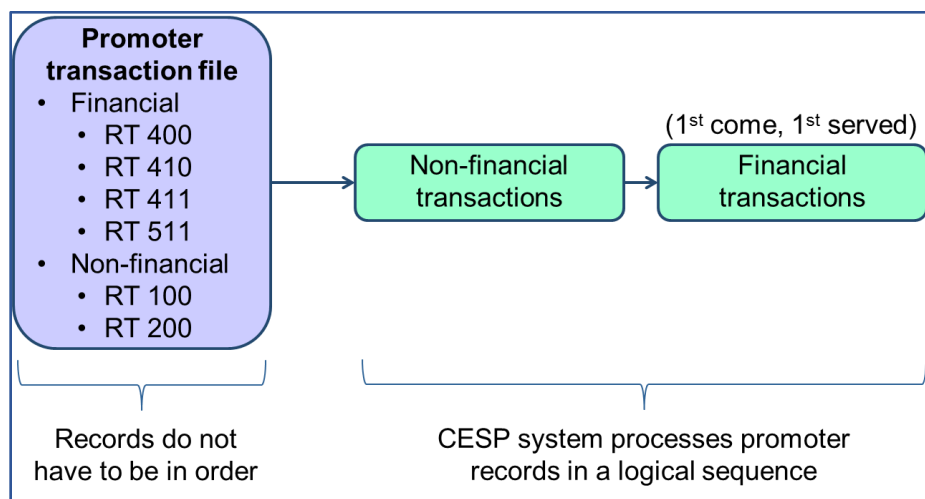 Promoter
transaction file
• Financial
• RT 400
• RT 410
• RT 411
• RT 511
• Non-financial
• RT 100
• RT 200
Non-financial
transactions
(1st come, 1st served)
Financial
transactions
Records do not
have to be in order
CESP system processes promoter
records in a logical sequence